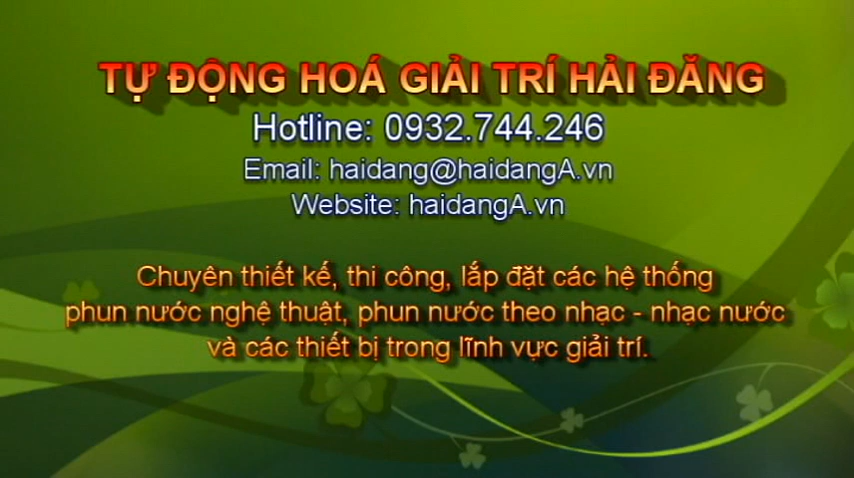 TỰ ĐỘNG HOÁ GIẢI TRÍ HẢI ĐĂNG
Hotline: 0932.744.246
Email: haidang@haidangA.vn
Website: haidangA.vn
Chuyên thiết kế, thi công, lắp đặt các hệ thống
phun nước nghệ thuật, phun nước theo nhạc - nhạc nước
và các thiết bị trong lĩnh vực giải trí.